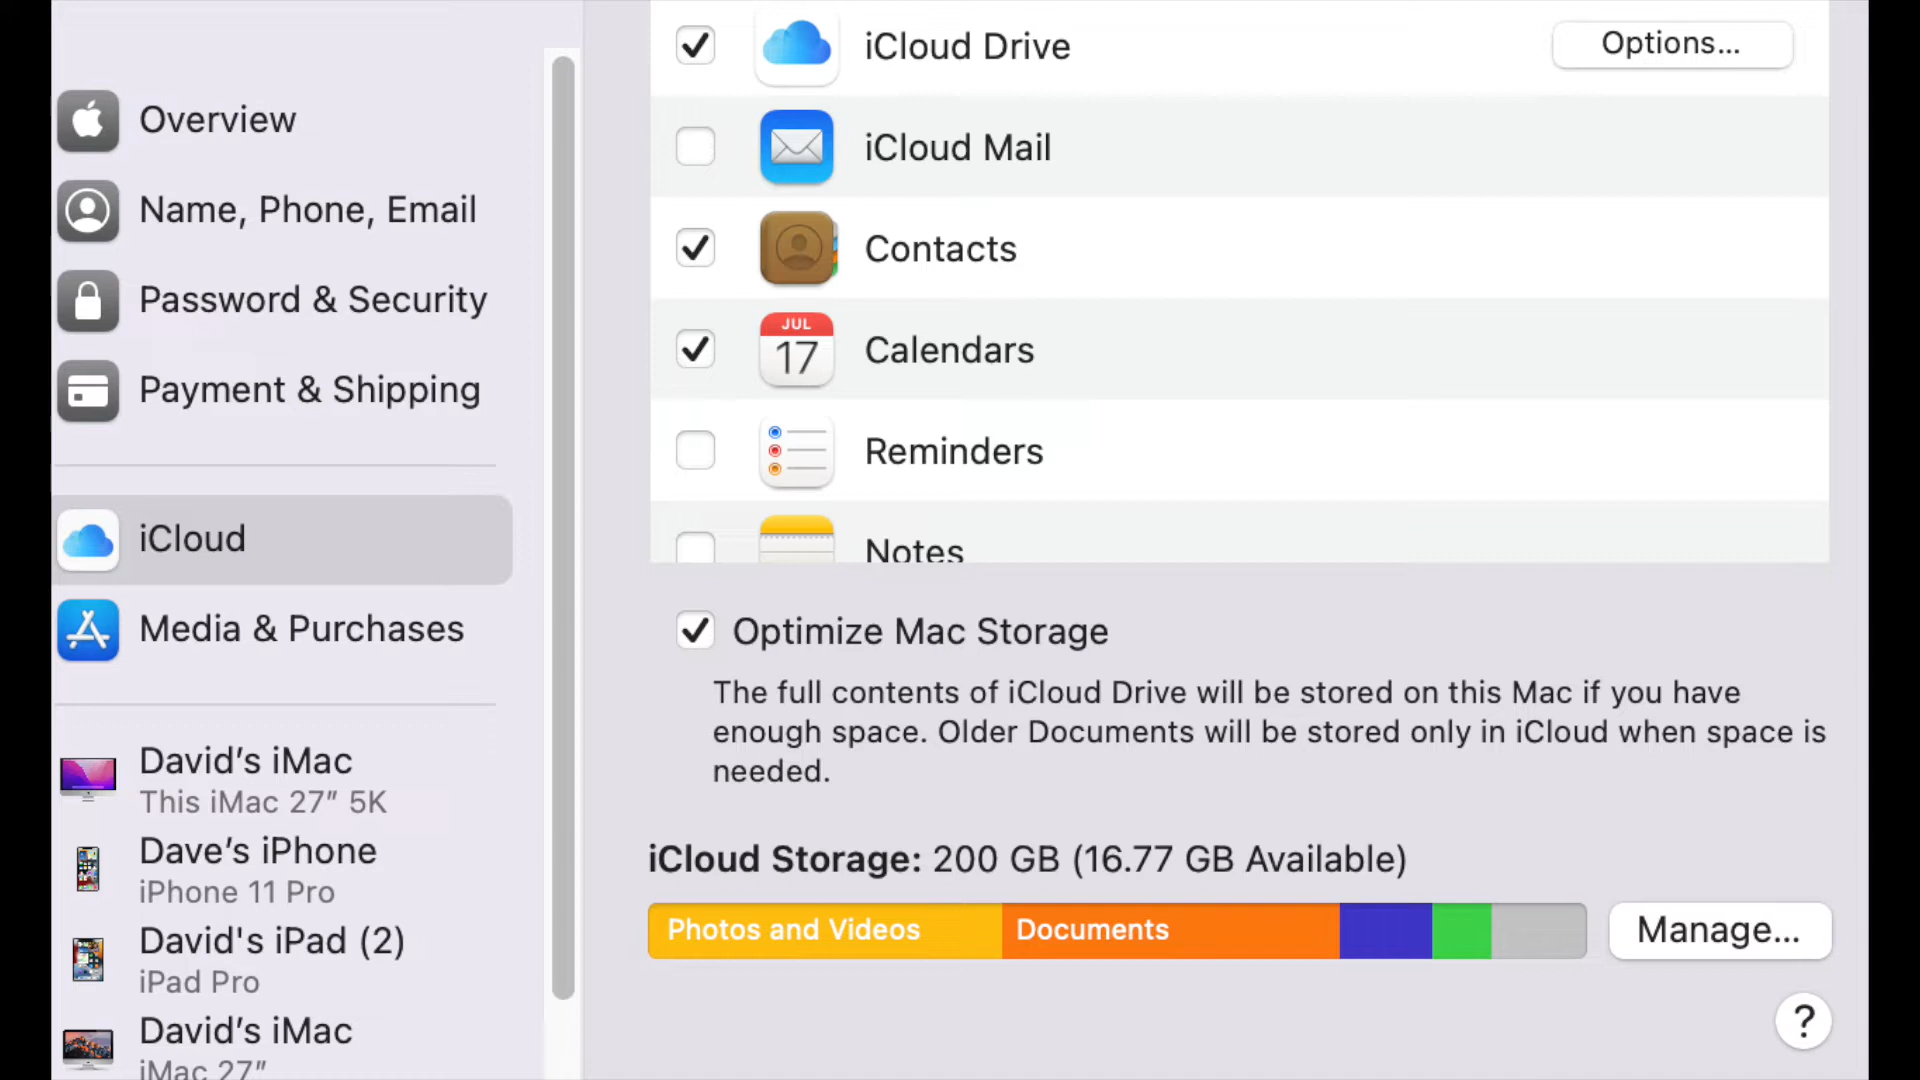 Overview
Name, Phone, Email
Password & Security
Payment & Shipping
iCloud
Media & Purchases
David’s iMac
This iMac 27″ 5K
Dave’s iPhone
iPhone 11 Pro
David's iPad (2)
iPad Pro
David’s iMac
iMac 27″
iCloud Drive
Options...
iCloud Mail
Contacts
JUL
17
Calendars
Reminders
Notes
Optimize Mac Storage
The full contents of iCloud Drive will be stored on this Mac if you have
enough space. Older Documents will be stored only in iCloud when space is
needed.
iCloud Storage: 200 GB (16.77 GB Available)
Photos and Videos
Documents
Manage...
?